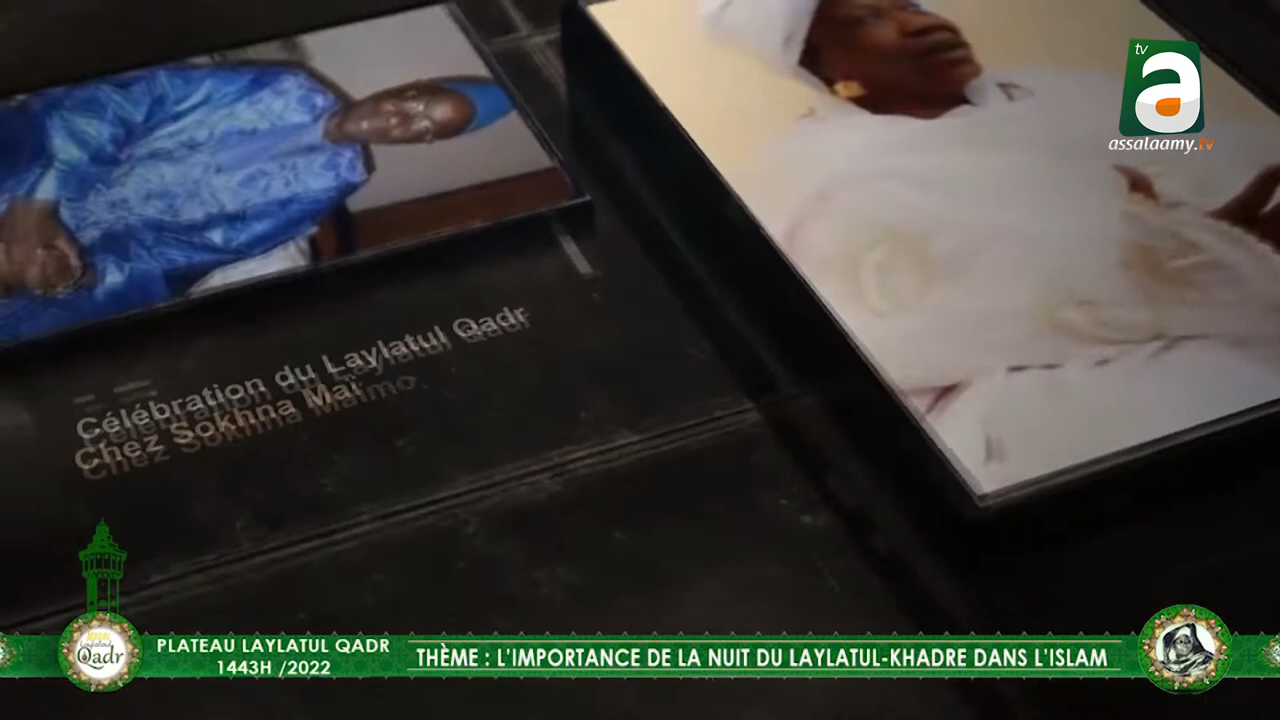 tv
a
assalaamy.tv
Célébration du Laylatul Qadr
Chez Sokhna Maï
Qadr
PLATEAU LAYLATUL QADR
1443H /2022
THÈME : L'IMPORTANCE DE LA NUIT DU LAYLATUL-KHADRE DANS L'ISLAM